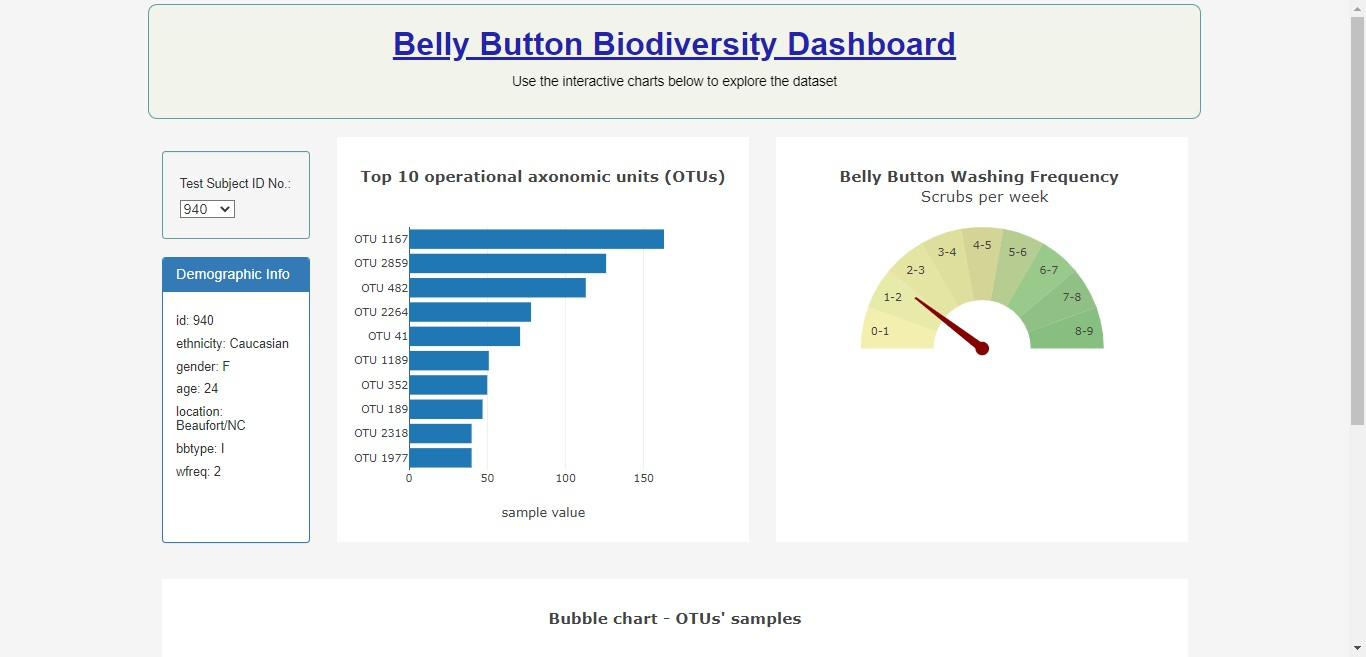 Belly Button Biodiversity Dashboard
Use the interactive charts below to explore the dataset
Test Subject ID No.:
940
Demographic Info
id: 940
ethnicity: Caucasian
gender: F
age: 24
location:
Beaufort/NC
bbtype: I
wfreq: 2
Top 10 operational axonomic units (OTUs)
OTU 1167
OTU 2859
OTU 482
OTU 2264
OTU 41
OTU 1189
OTU 352
OTU 189
OTU 2318
OTU 1977
0 50 100 150
sample value
Belly Button Washing Frequency
Scrubs per week
0-1
1-2
2-3
3-4
4-5
5-6
6-7
7-8
8-9
Bubble chart - OTUs' samples